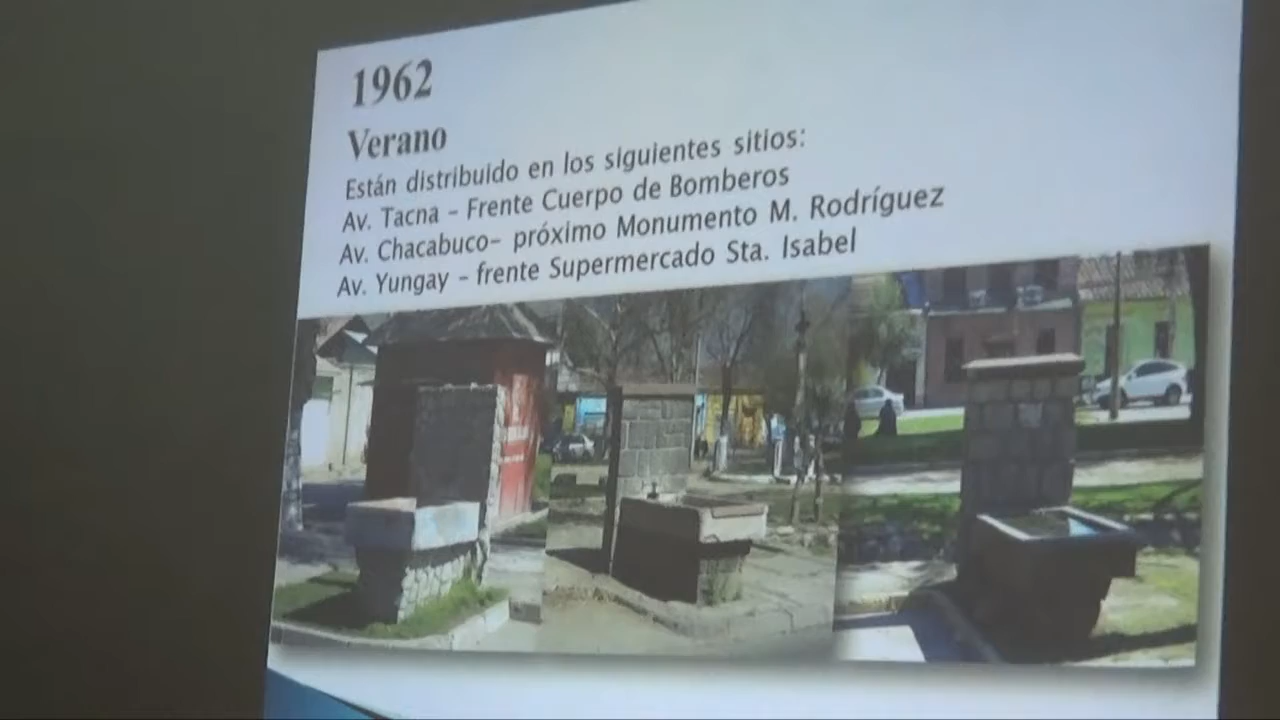 1962
Verano
Están distribuido en los siguientes sitios:
Av. Tacna – Frente Cuerpo de Bomberos
Av. Chacabuco– próximo Monumento M. Rodríguez
Av. Yungay – frente Supermercado Sta. Isabel